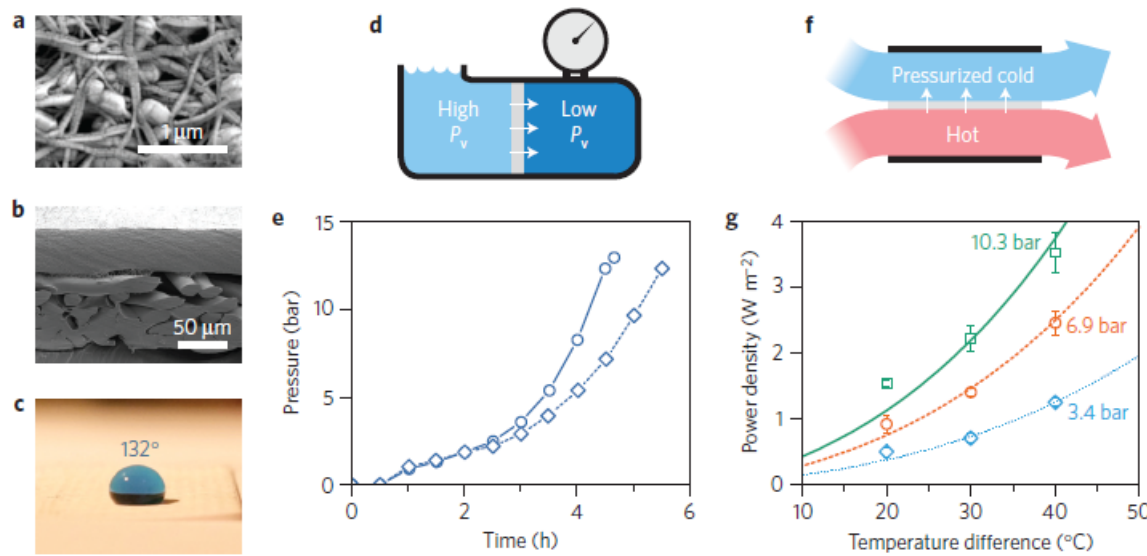 a
1 µm
b
50 µm
c
132°
d
High
Pᵥ
Low
Pᵥ
e
15
10
5
0
Pressure (bar)
0
2
4
6
Time (h)
f
Pressurized cold
Hot
g
4
3
2
1
0
Power density (W m⁻²)
10.3 bar
6.9 bar
3.4 bar
10
20
30
40
50
Temperature difference (°C)